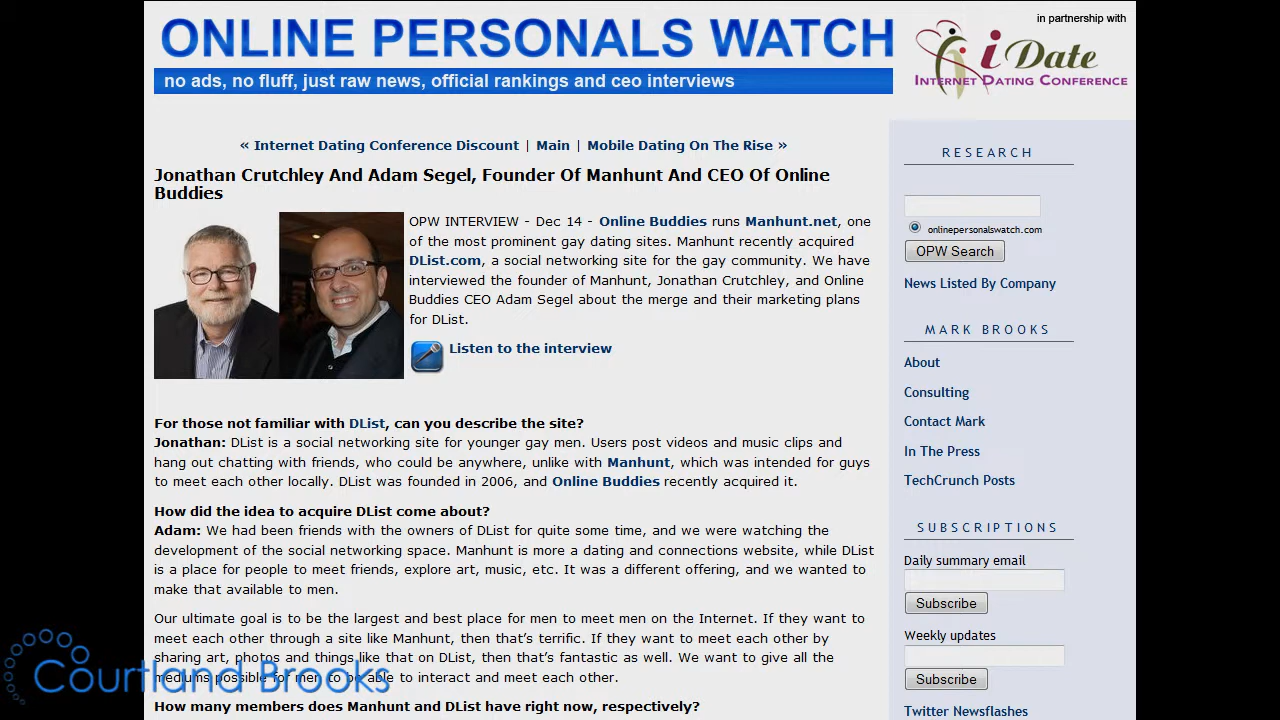 ONLINE PERSONALS WATCH
no ads, no fluff, just raw news, official rankings and ceo interviews
in partnership with
iDate
INTERNET DATING CONFERENCE
« Internet Dating Conference Discount | Main | Mobile Dating On The Rise »
Jonathan Crutchley And Adam Segel, Founder Of Manhunt And CEO Of Online
Buddies
OPW INTERVIEW - Dec 14 - Online Buddies runs Manhunt.net, one
of the most prominent gay dating sites. Manhunt recently acquired
DList.com, a social networking site for the gay community. We have
interviewed the founder of Manhunt, Jonathan Crutchley, and Online
Buddies CEO Adam Segel about the merge and their marketing plans
for DList.
Listen to the interview
For those not familiar with DList, can you describe the site?
Jonathan: DList is a social networking site for younger gay men. Users post videos and music clips and
hang out chatting with friends, who could be anywhere, unlike with Manhunt, which was intended for guys
to meet each other locally. DList was founded in 2006, and Online Buddies recently acquired it.
How did the idea to acquire DList come about?
Adam: We had been friends with the owners of DList for quite some time, and we were watching the
development of the social networking space. Manhunt is more a dating and connections website, while DList
is a place for people to meet friends, explore art, music, etc. It was a different offering, and we wanted to
make that available to men.
Our ultimate goal is to be the largest and best place for men to meet men on the Internet. If they want to
meet each other through a site like Manhunt, then that's terrific. If they want to meet each other by
sharing art, photos and things like that on DList, then that's fantastic as well. We want to give all the
mediums possible for men to be able to interact and meet each other.
How many members does Manhunt and DList have right now, respectively?
RESEARCH
onlinepersonalswatch.com
OPW Search
News Listed By Company
MARK BROOKS
About
Consulting
Contact Mark
In The Press
TechCrunch Posts
SUBSCRIPTIONS
Daily summary email
Subscribe
Weekly updates
Subscribe
Twitter Newsflashes
Courtland Brooks